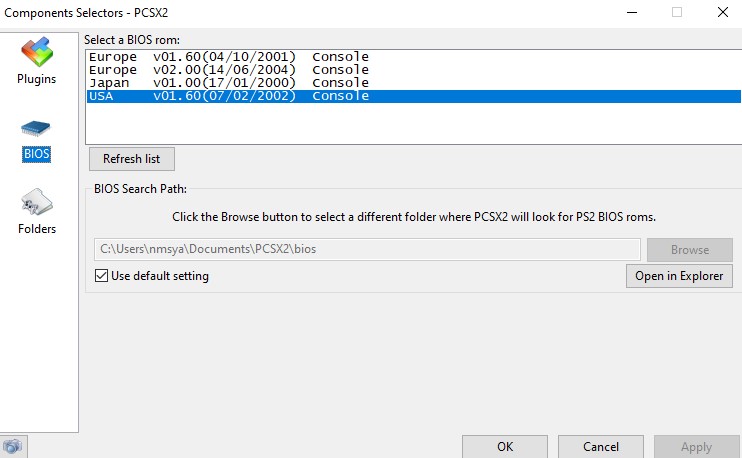 Components Selectors - PCSX2
Plugins
BIOS
Folders
Select a BIOS rom:
Europe  v01.60(04/10/2001)  Console
Europe  v02.00(14/06/2004)  Console
Japan   v01.00(17/01/2000)  Console
USA     v01.60(07/02/2002)  Console
Refresh list
BIOS Search Path:
Click the Browse button to select a different folder where PCSX2 will look for PS2 BIOS roms.
C:\Users\nmsya\Documents\PCSX2\bios
Browse
Use default setting
Open in Explorer
OK
Cancel
Apply